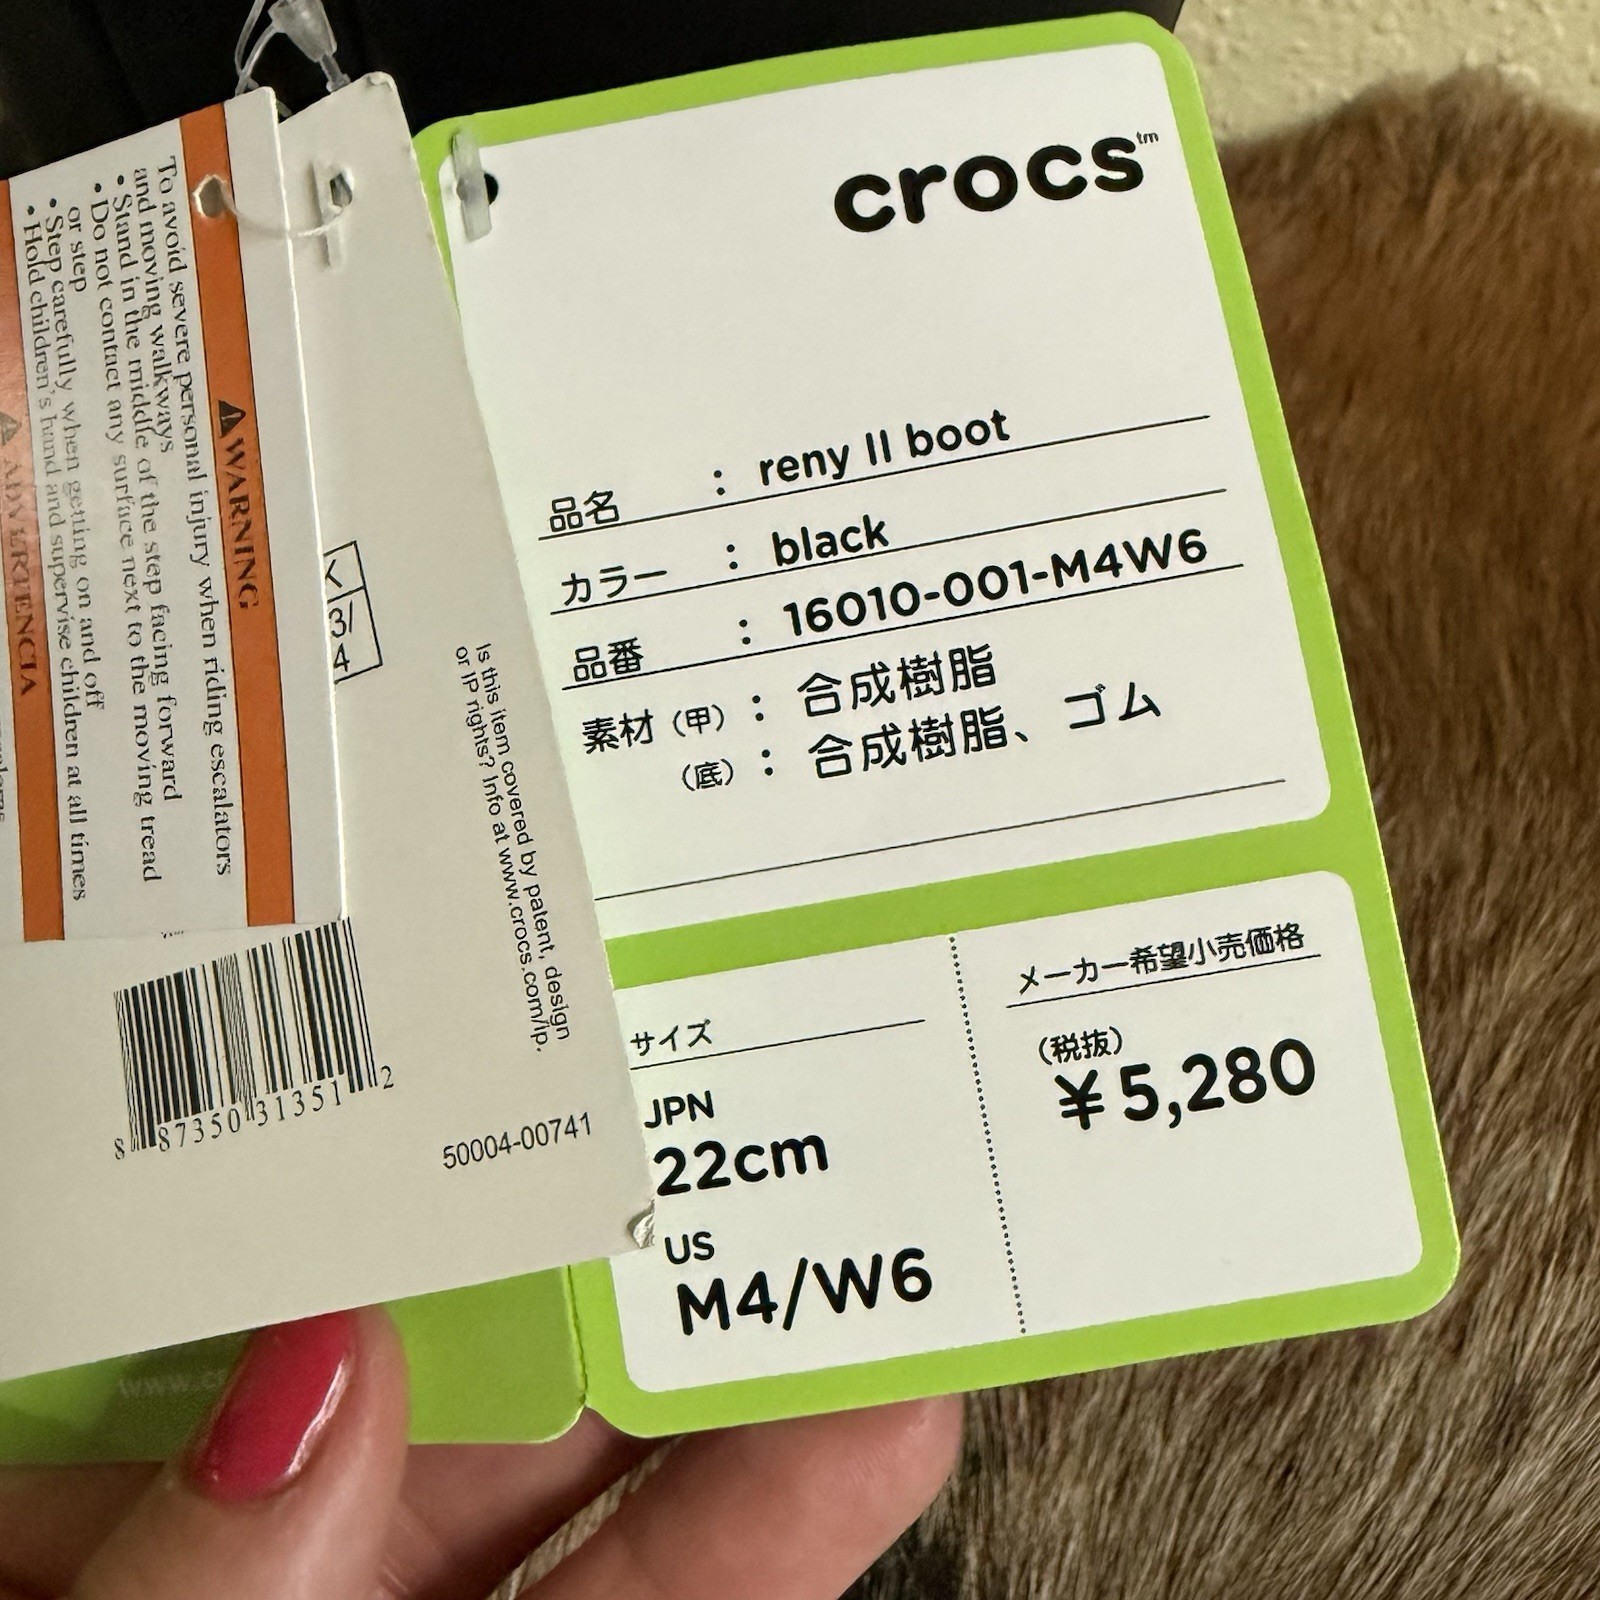 crocs™
品名 : reny II boot
カラー : black
品番 : 16010-001-M4W6
素材（甲）: 合成樹脂
（底）: 合成樹脂、ゴム
サイズ
JPN
22cm
US
M4/W6
メーカー希望小売価格
（税抜）
¥5,280
⚠WARNING
To avoid severe personal injury when riding escalators
and moving walkways
• Stand in the middle of the step facing forward
• Do not contact any surface next to the moving tread
or step
• Step carefully when getting on and off
• Hold children's hand and supervise children at all times
⚠ADVERTENCIA
3/
4
Is this item covered by patent, design
or IP rights? Info at www.crocs.com/ip.
8 87350 31351 2
50004-00741